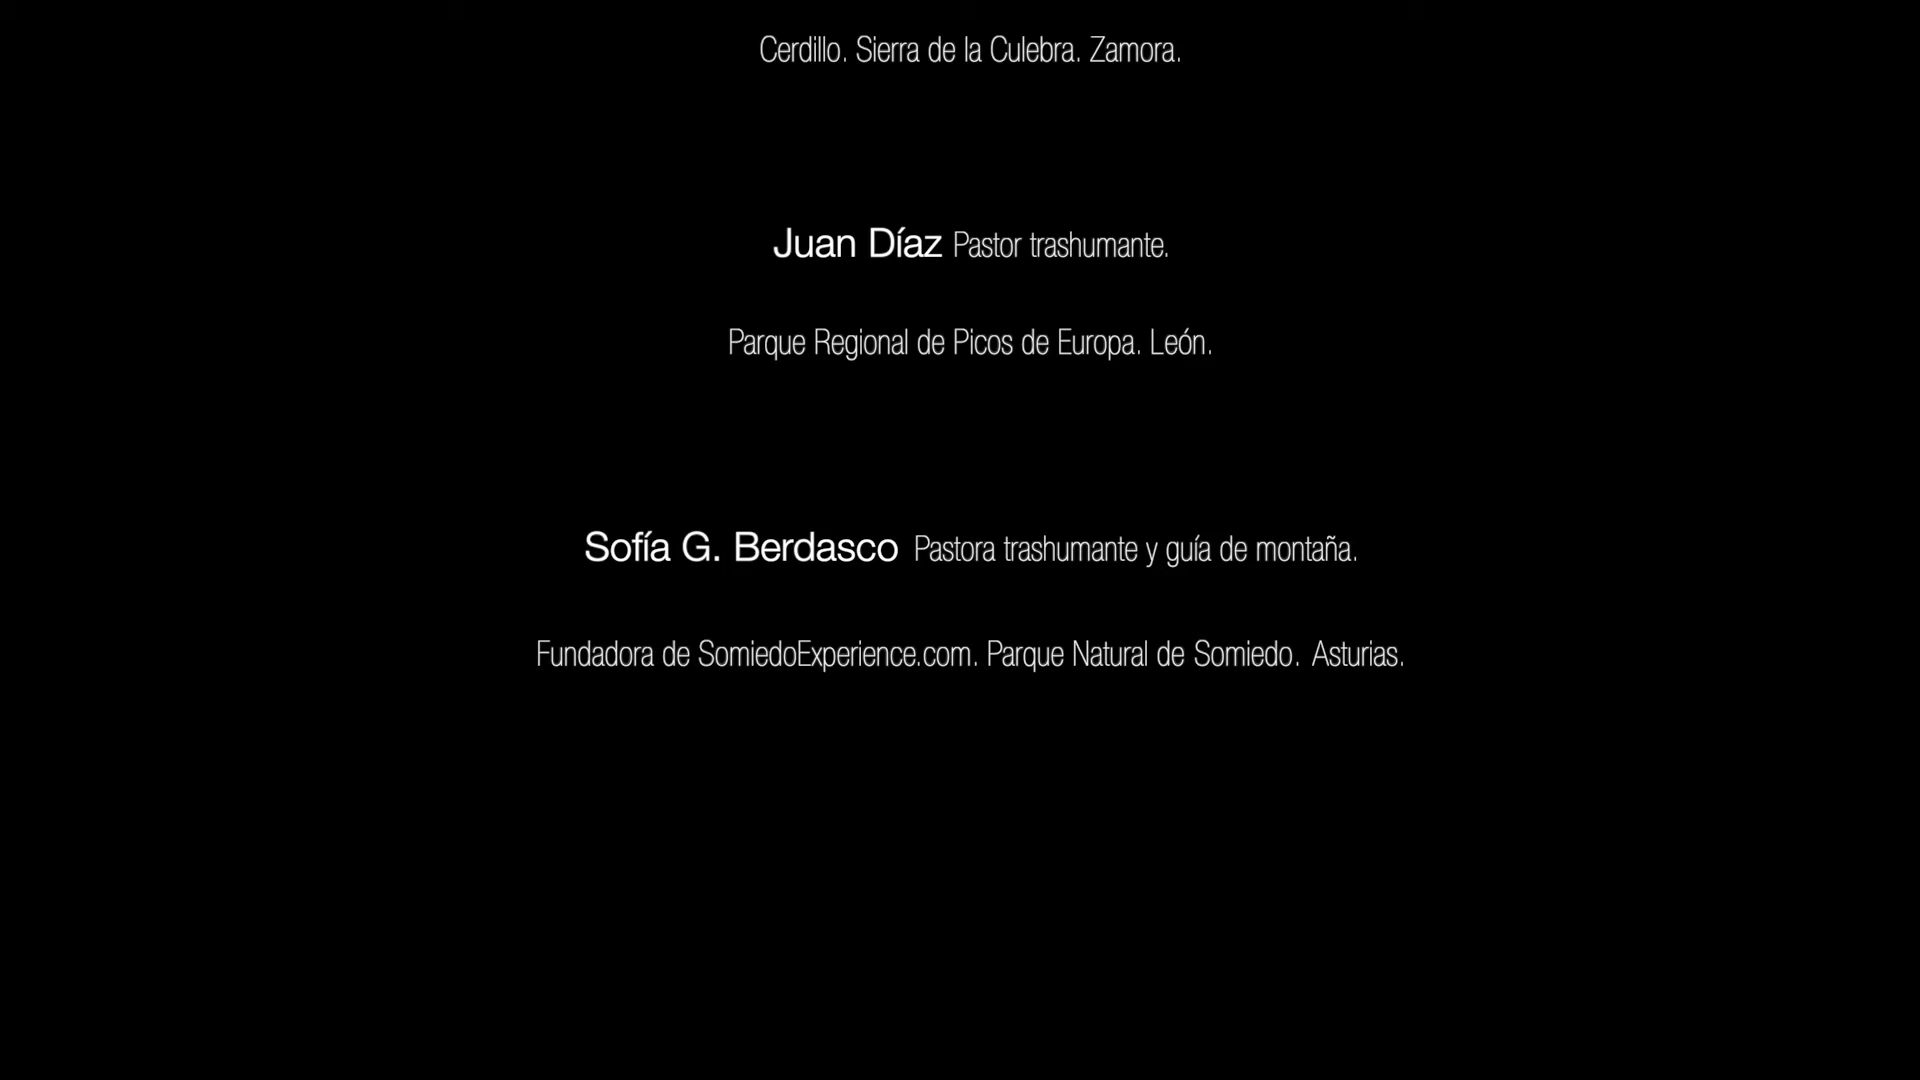 Cerdillo. Sierra de la Culebra. Zamora.
Juan Díaz Pastor trashumante.
Parque Regional de Picos de Europa. León.
Sofía G. Berdasco Pastora trashumante y guía de montaña.
Fundadora de SomiedoExperience.com. Parque Natural de Somiedo. Asturias.